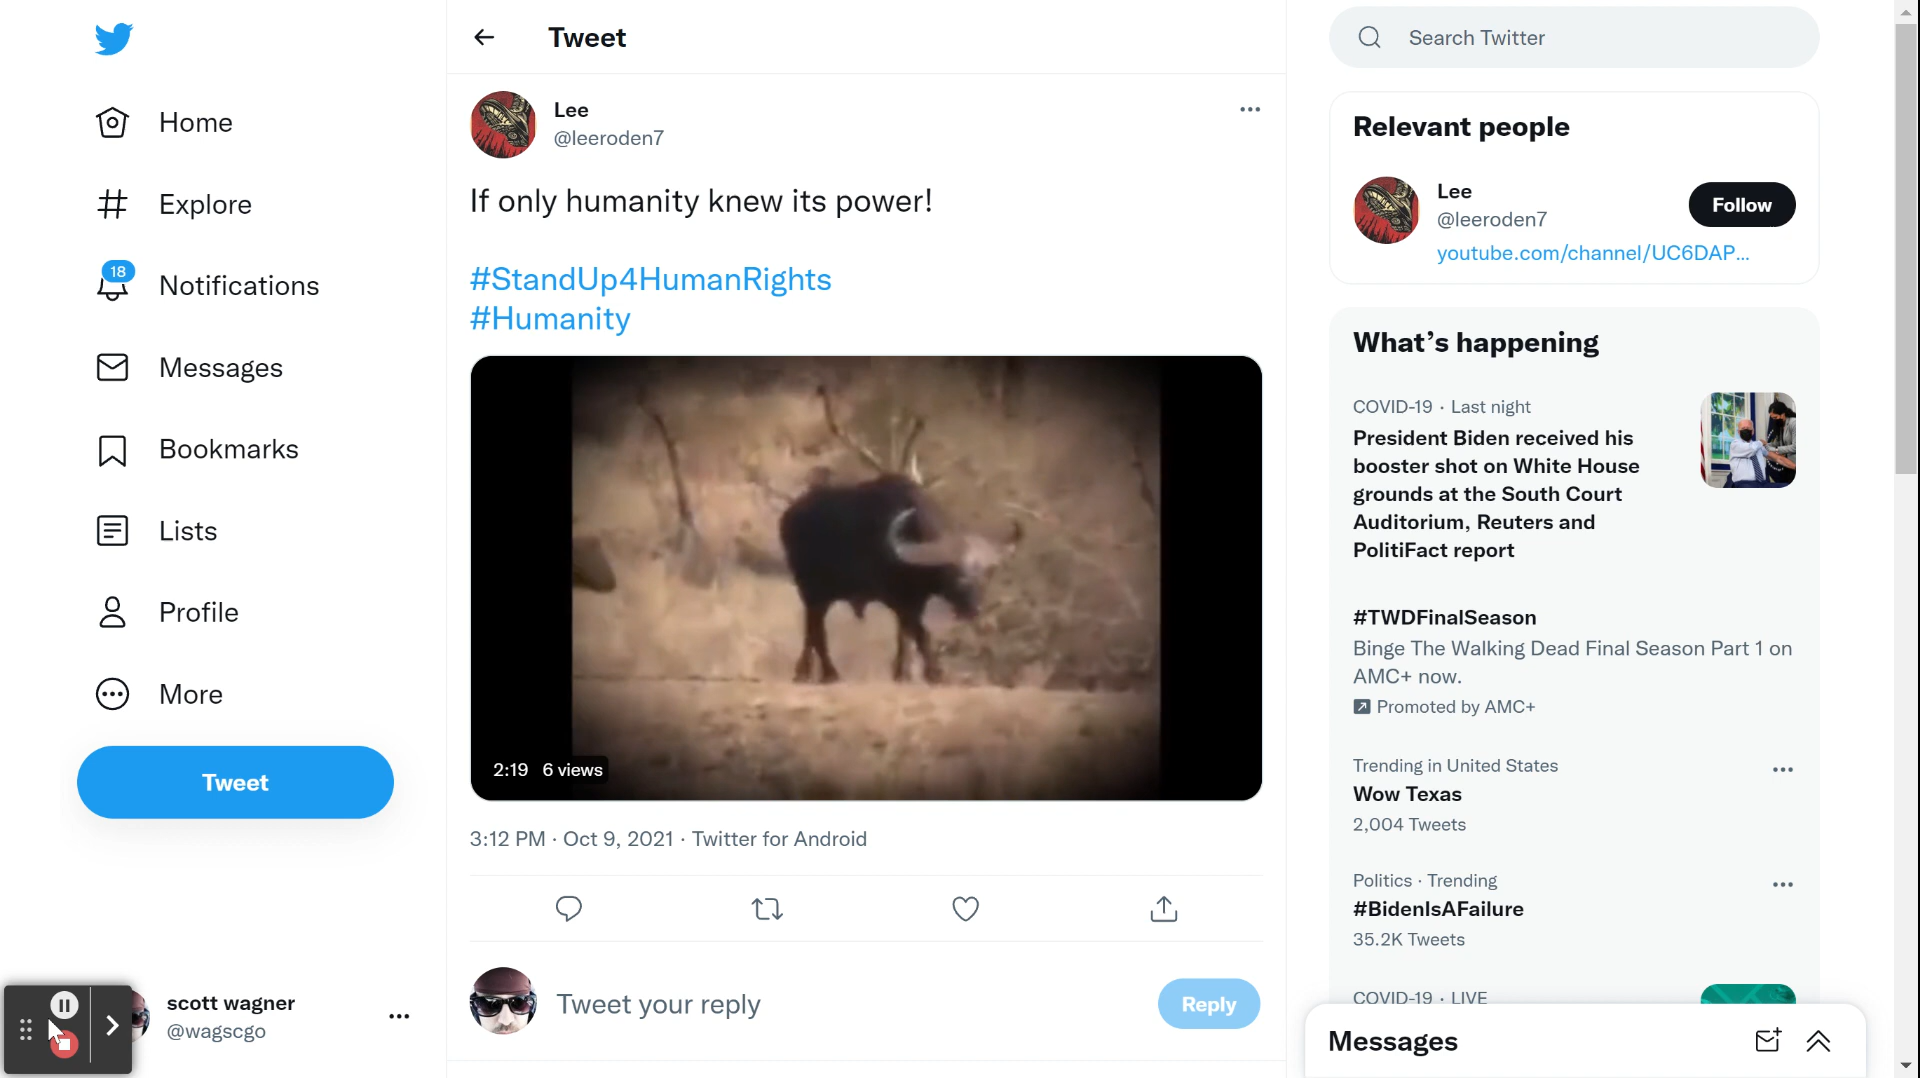 Home
Explore
18
Notifications
Messages
Bookmarks
Lists
Profile
More
Tweet
scott wagner
@wagscgo
Tweet
Lee
@leeroden7
If only humanity knew its power!
#StandUp4HumanRights
#Humanity
2:19 6 views
3:12 PM · Oct 9, 2021 · Twitter for Android
Tweet your reply
Reply
Search Twitter
Relevant people
Lee
@leeroden7
Follow
youtube.com/channel/UC6DAP...
What's happening
COVID-19 · Last night
President Biden received his
booster shot on White House
grounds at the South Court
Auditorium, Reuters and
PolitiFact report
#TWDFinalSeason
Binge The Walking Dead Final Season Part 1 on
AMC+ now.
Promoted by AMC+
Trending in United States
Wow Texas
2,004 Tweets
Politics · Trending
#BidenIsAFailure
35.2K Tweets
COVID-19 · LIVE
Messages